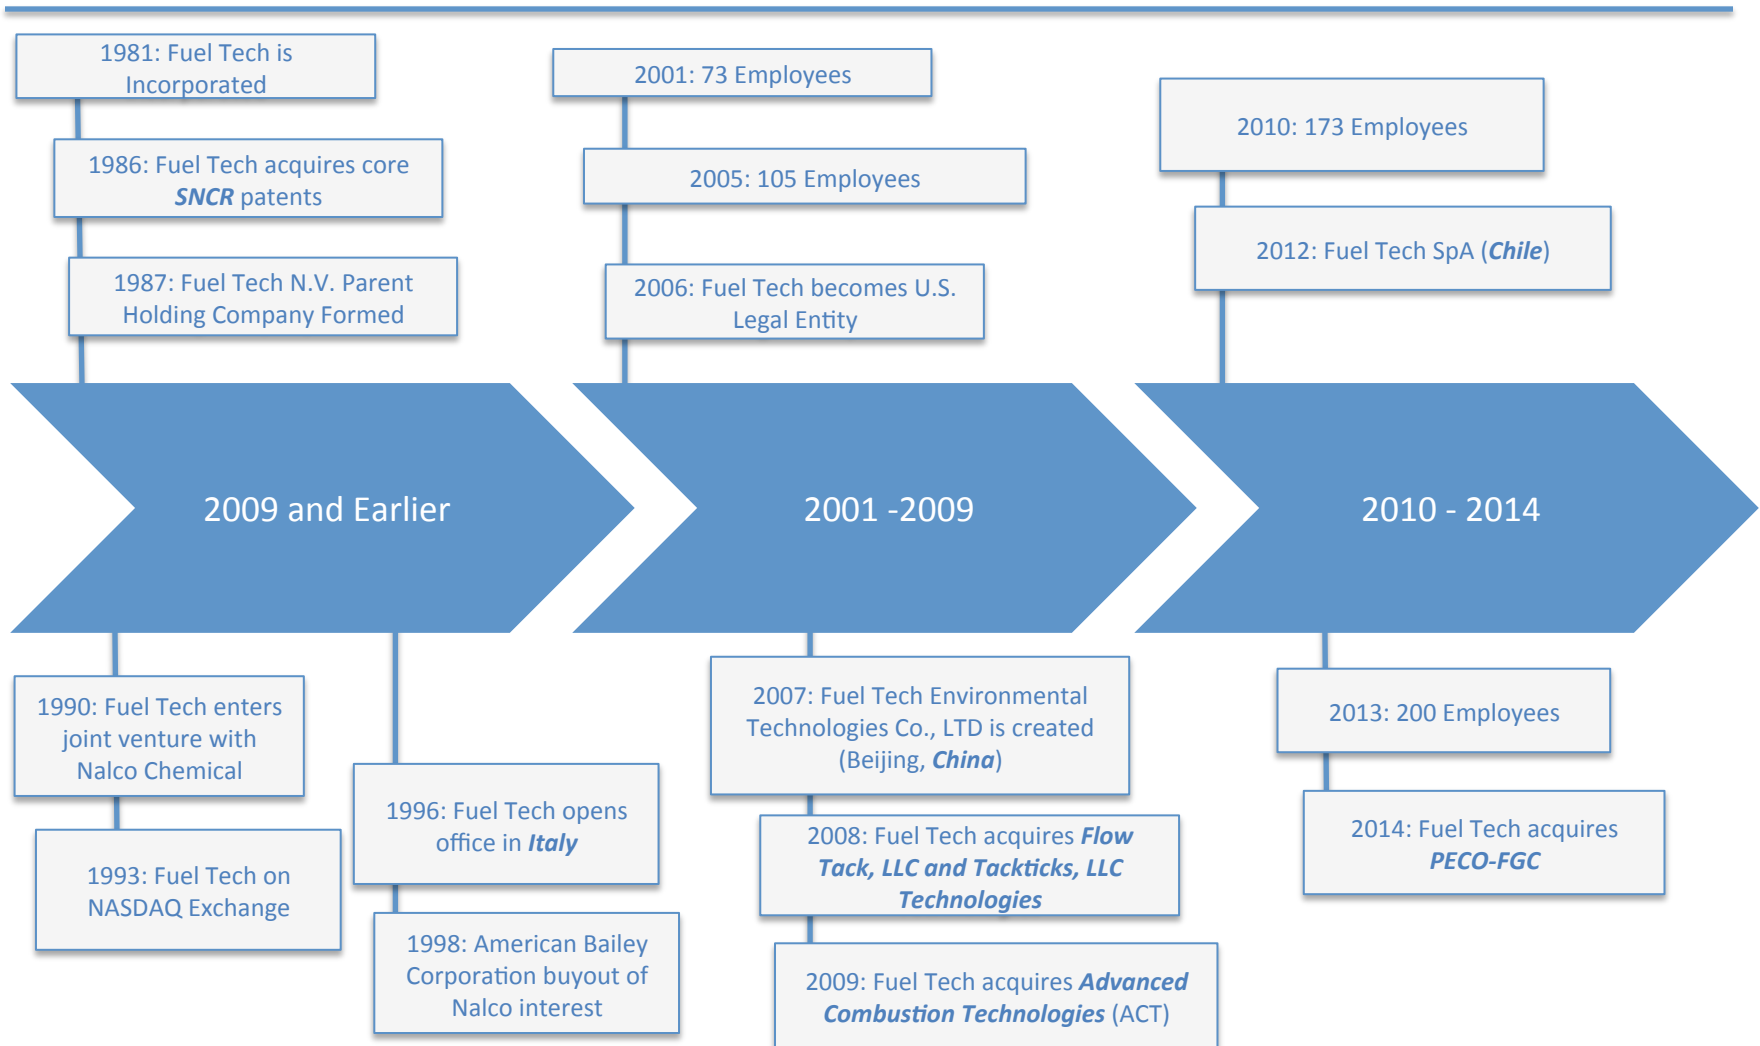 1981: Fuel Tech is
Incorporated
1986: Fuel Tech acquires core
SNCR patents
1987: Fuel Tech N.V. Parent
Holding Company Formed
2001: 73 Employees
2005: 105 Employees
2006: Fuel Tech becomes U.S.
Legal Entity
2010: 173 Employees
2012: Fuel Tech SpA (Chile)
2009 and Earlier
2001 -2009
2010 - 2014
1990: Fuel Tech enters
joint venture with
Nalco Chemical
1993: Fuel Tech on
NASDAQ Exchange
1996: Fuel Tech opens
office in Italy
1998: American Bailey
Corporation buyout of
Nalco interest
2007: Fuel Tech Environmental
Technologies Co., LTD is created
(Beijing, China)
2008: Fuel Tech acquires Flow
Tack, LLC and Tackticks, LLC
Technologies
2009: Fuel Tech acquires Advanced
Combustion Technologies (ACT)
2013: 200 Employees
2014: Fuel Tech acquires
PECO-FGC